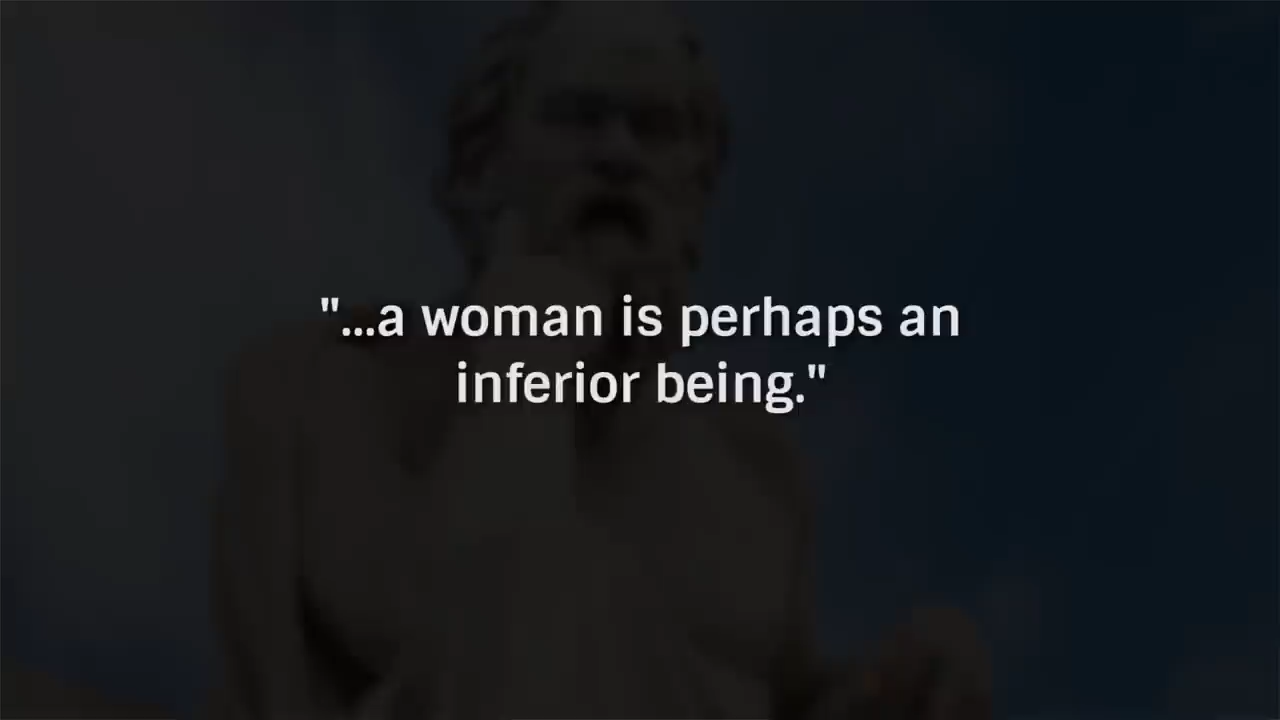 "...a woman is perhaps an
inferior being."